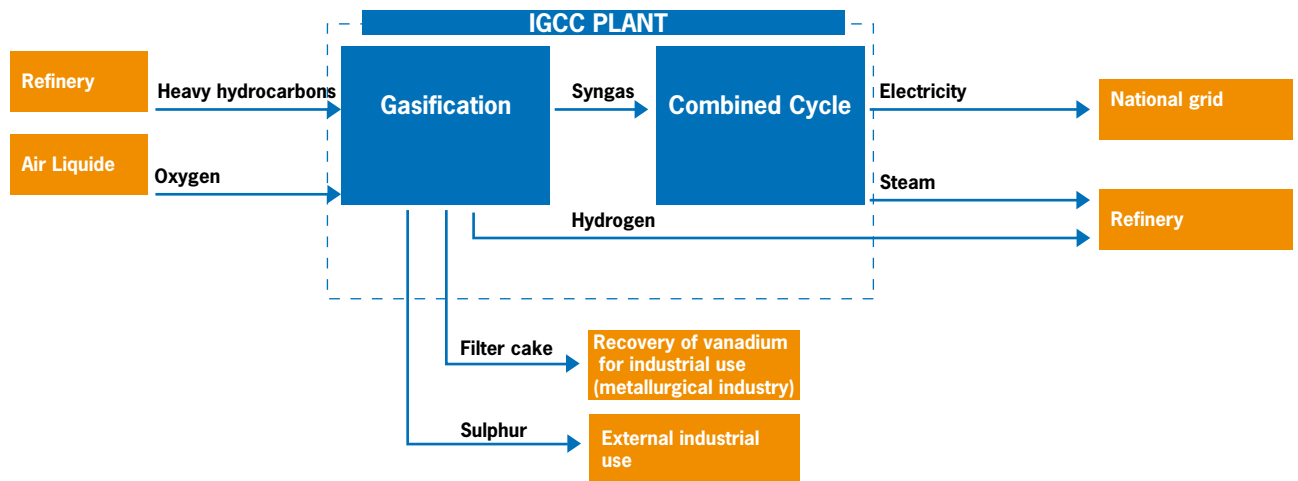 IGCC PLANT
Refinery
Heavy hydrocarbons
Gasification
Syngas
Combined Cycle
Electricity
National grid
Air Liquide
Oxygen
Steam
Hydrogen
Refinery
Filter cake
Recovery of vanadium
for industrial use
(metallurgical industry)
Sulphur
External industrial
use